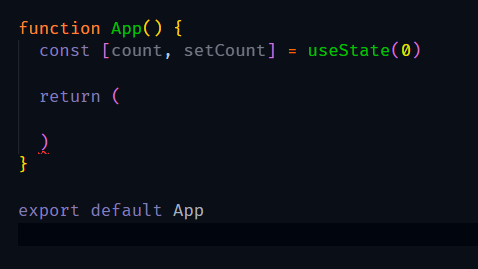 function App() {
  const [count, setCount] = useState(0)
  return (
  )
}
export default App